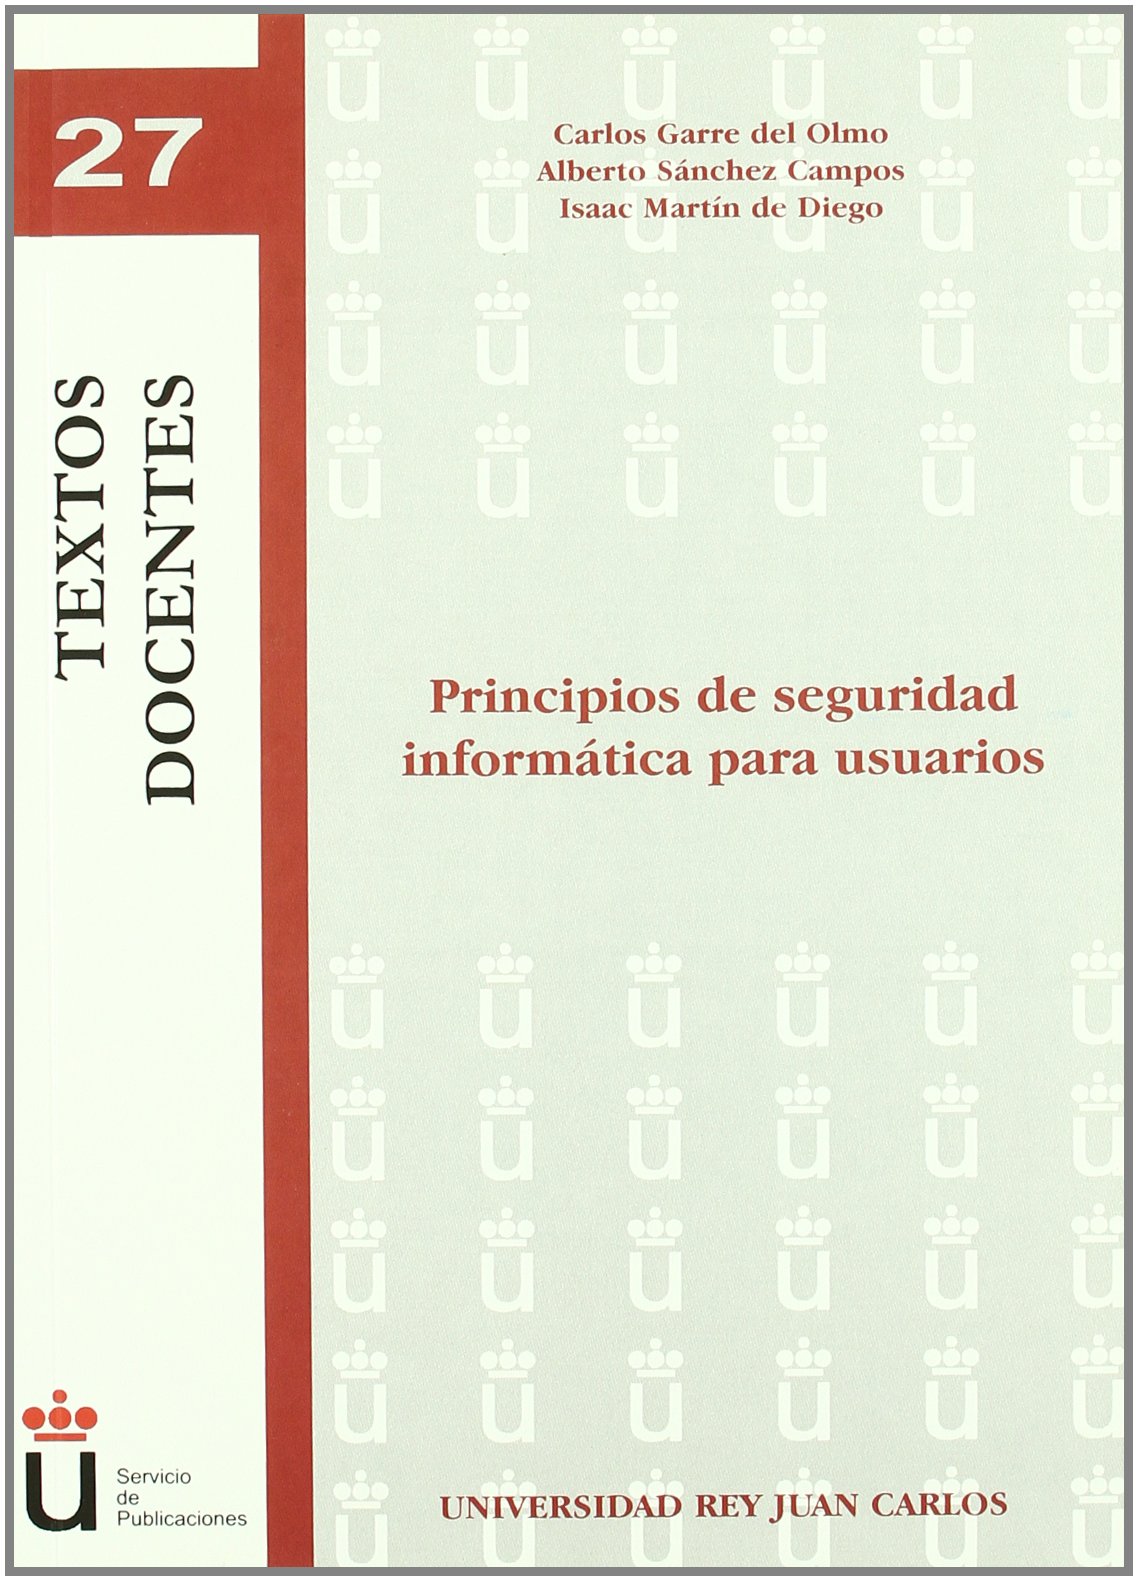 27
Carlos Garre del Olmo
Alberto Sánchez Campos
Isaac Martín de Diego
TEXTOS
DOCENTES
Principios de seguridad
informática para usuarios
Servicio
de
Publicaciones
UNIVERSIDAD REY JUAN CARLOS